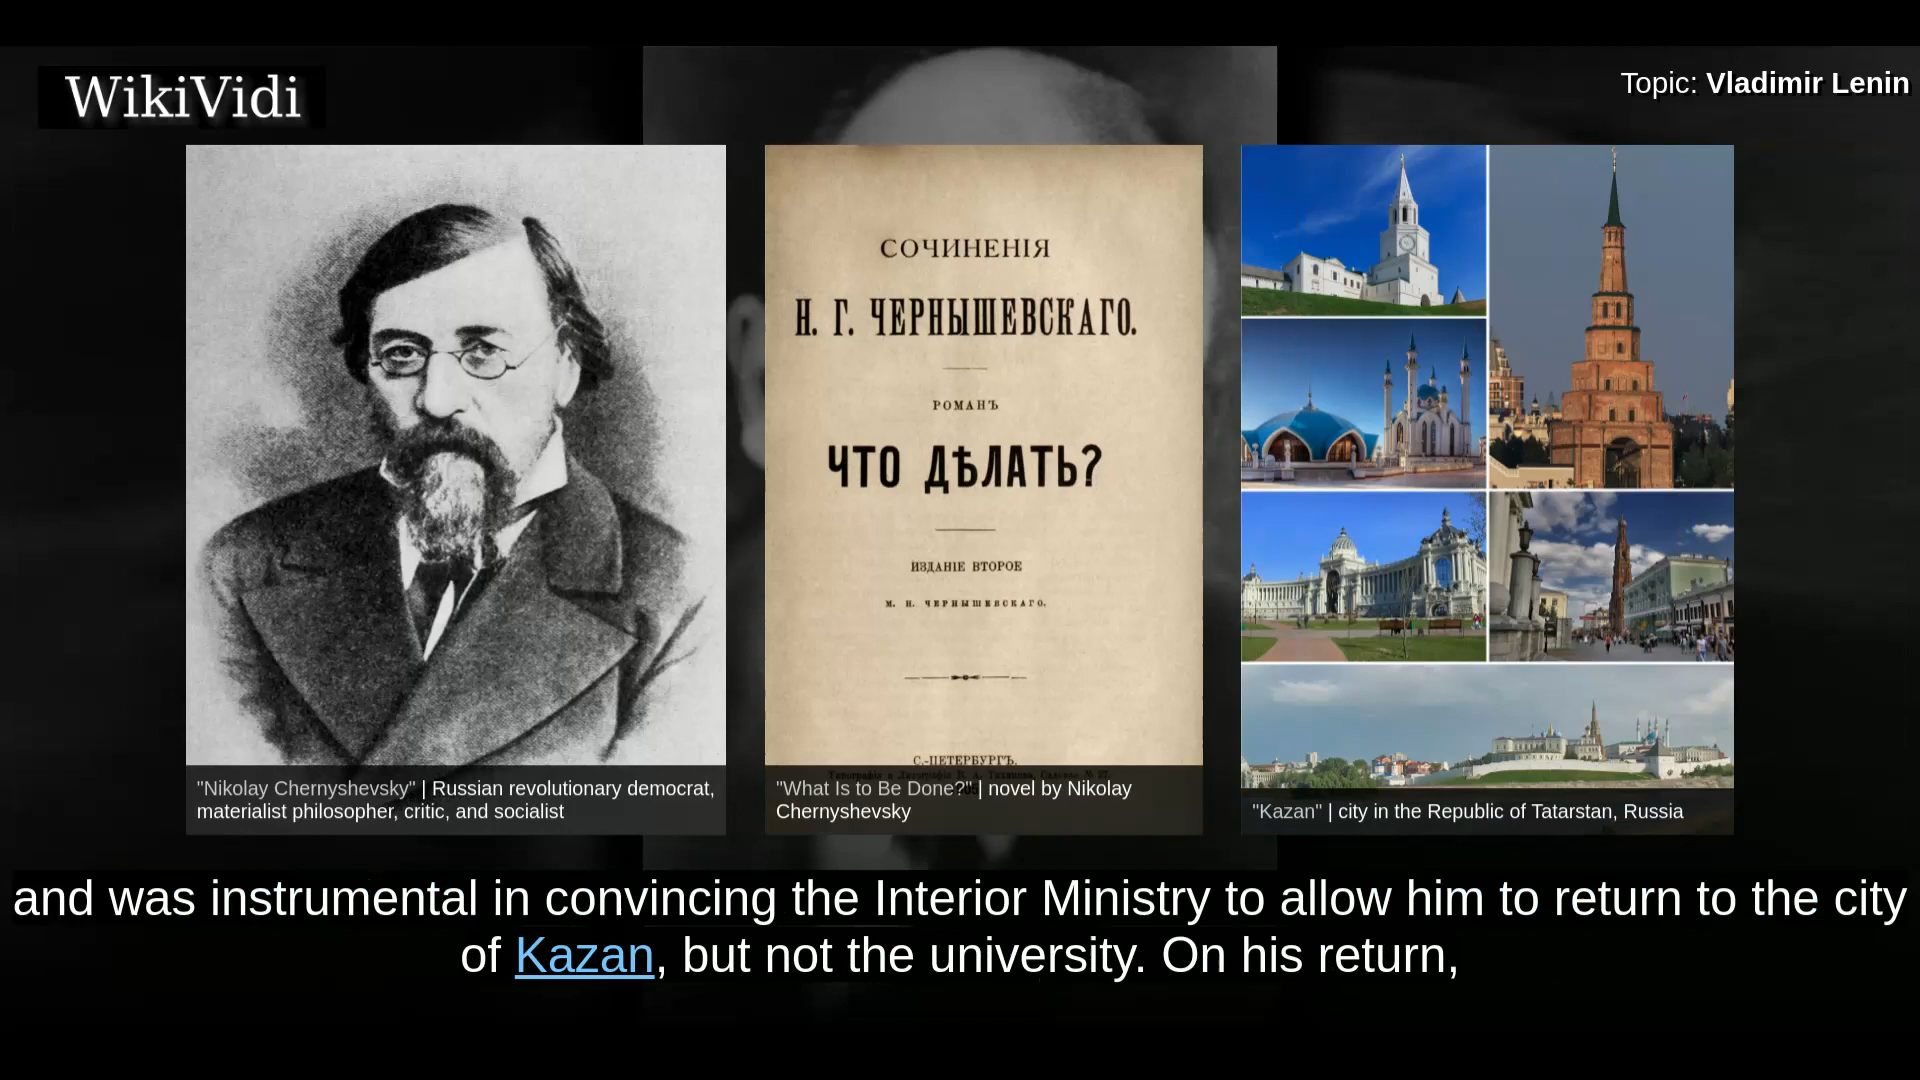 WikiVidi
Topic: Vladimir Lenin
СОЧИНЕНІЯ
Н. Г. ЧЕРНЫШЕВСКАГО.
РОМАНЪ
ЧТО ДѢЛАТЬ?
ИЗДАНІЕ ВТОРОЕ
М. Н. ЧЕРНЫШЕВСКАГО.
С.-ПЕТЕРБУРГЪ.
"Nikolay Chernyshevsky" | Russian revolutionary democrat,
materialist philosopher, critic, and socialist
"What Is to Be Done?" | novel by Nikolay
Chernyshevsky
"Kazan" | city in the Republic of Tatarstan, Russia
and was instrumental in convincing the Interior Ministry to allow him to return to the city
of Kazan, but not the university. On his return,